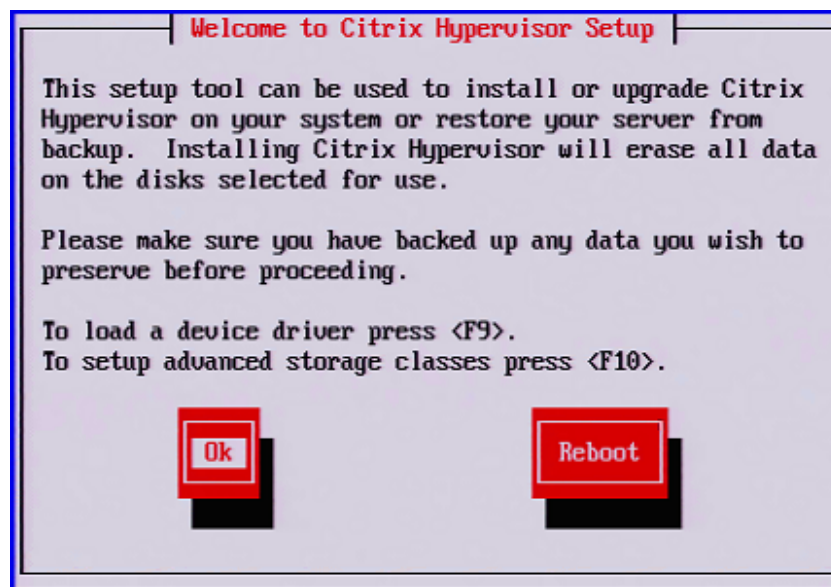 Welcome to Citrix Hypervisor Setup
This setup tool can be used to install or upgrade Citrix
Hypervisor on your system or restore your server from
backup.  Installing Citrix Hypervisor will erase all data
on the disks selected for use.
Please make sure you have backed up any data you wish to
preserve before proceeding.
To load a device driver press <F9>.
To setup advanced storage classes press <F10>.
Ok Reboot